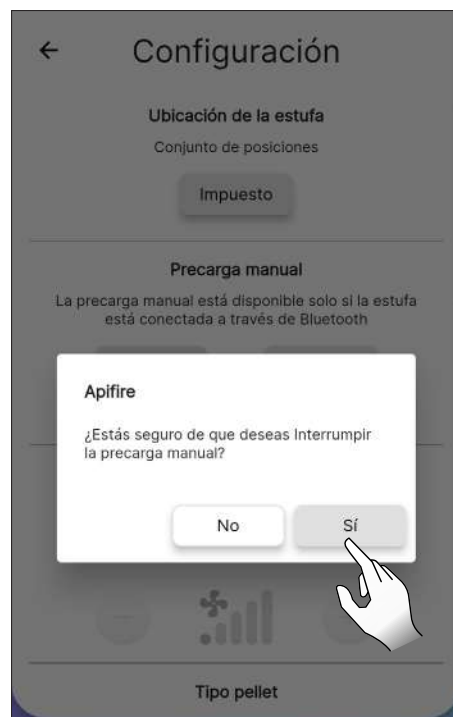 Configuración
Ubicación de la estufa
Conjunto de posiciones
Impuesto
Precarga manual
La precarga manual está disponible solo si la estufa
está conectada a través de Bluetooth
Apifire
¿Estás seguro de que deseas Interrumpir
la precarga manual?
No
Sí
Tipo pellet